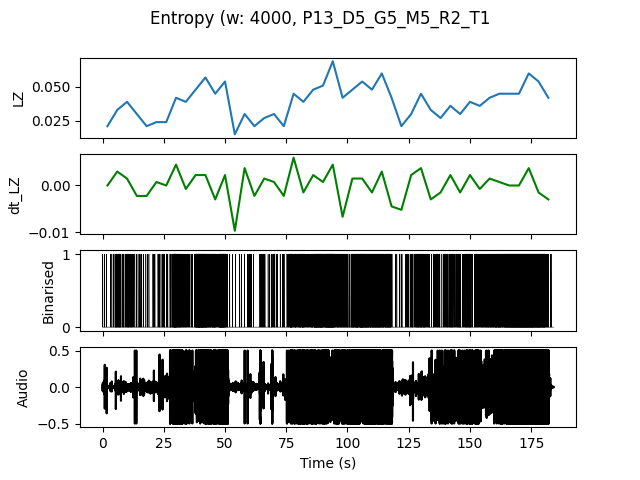 Entropy (w: 4000, P13_D5_G5_M5_R2_T1
LZ
0.050
0.025
dt_LZ
0.00
−0.01
Binarised
1
0
Audio
0.5
0.0
−0.5
0 25 50 75 100 125 150 175
Time (s)